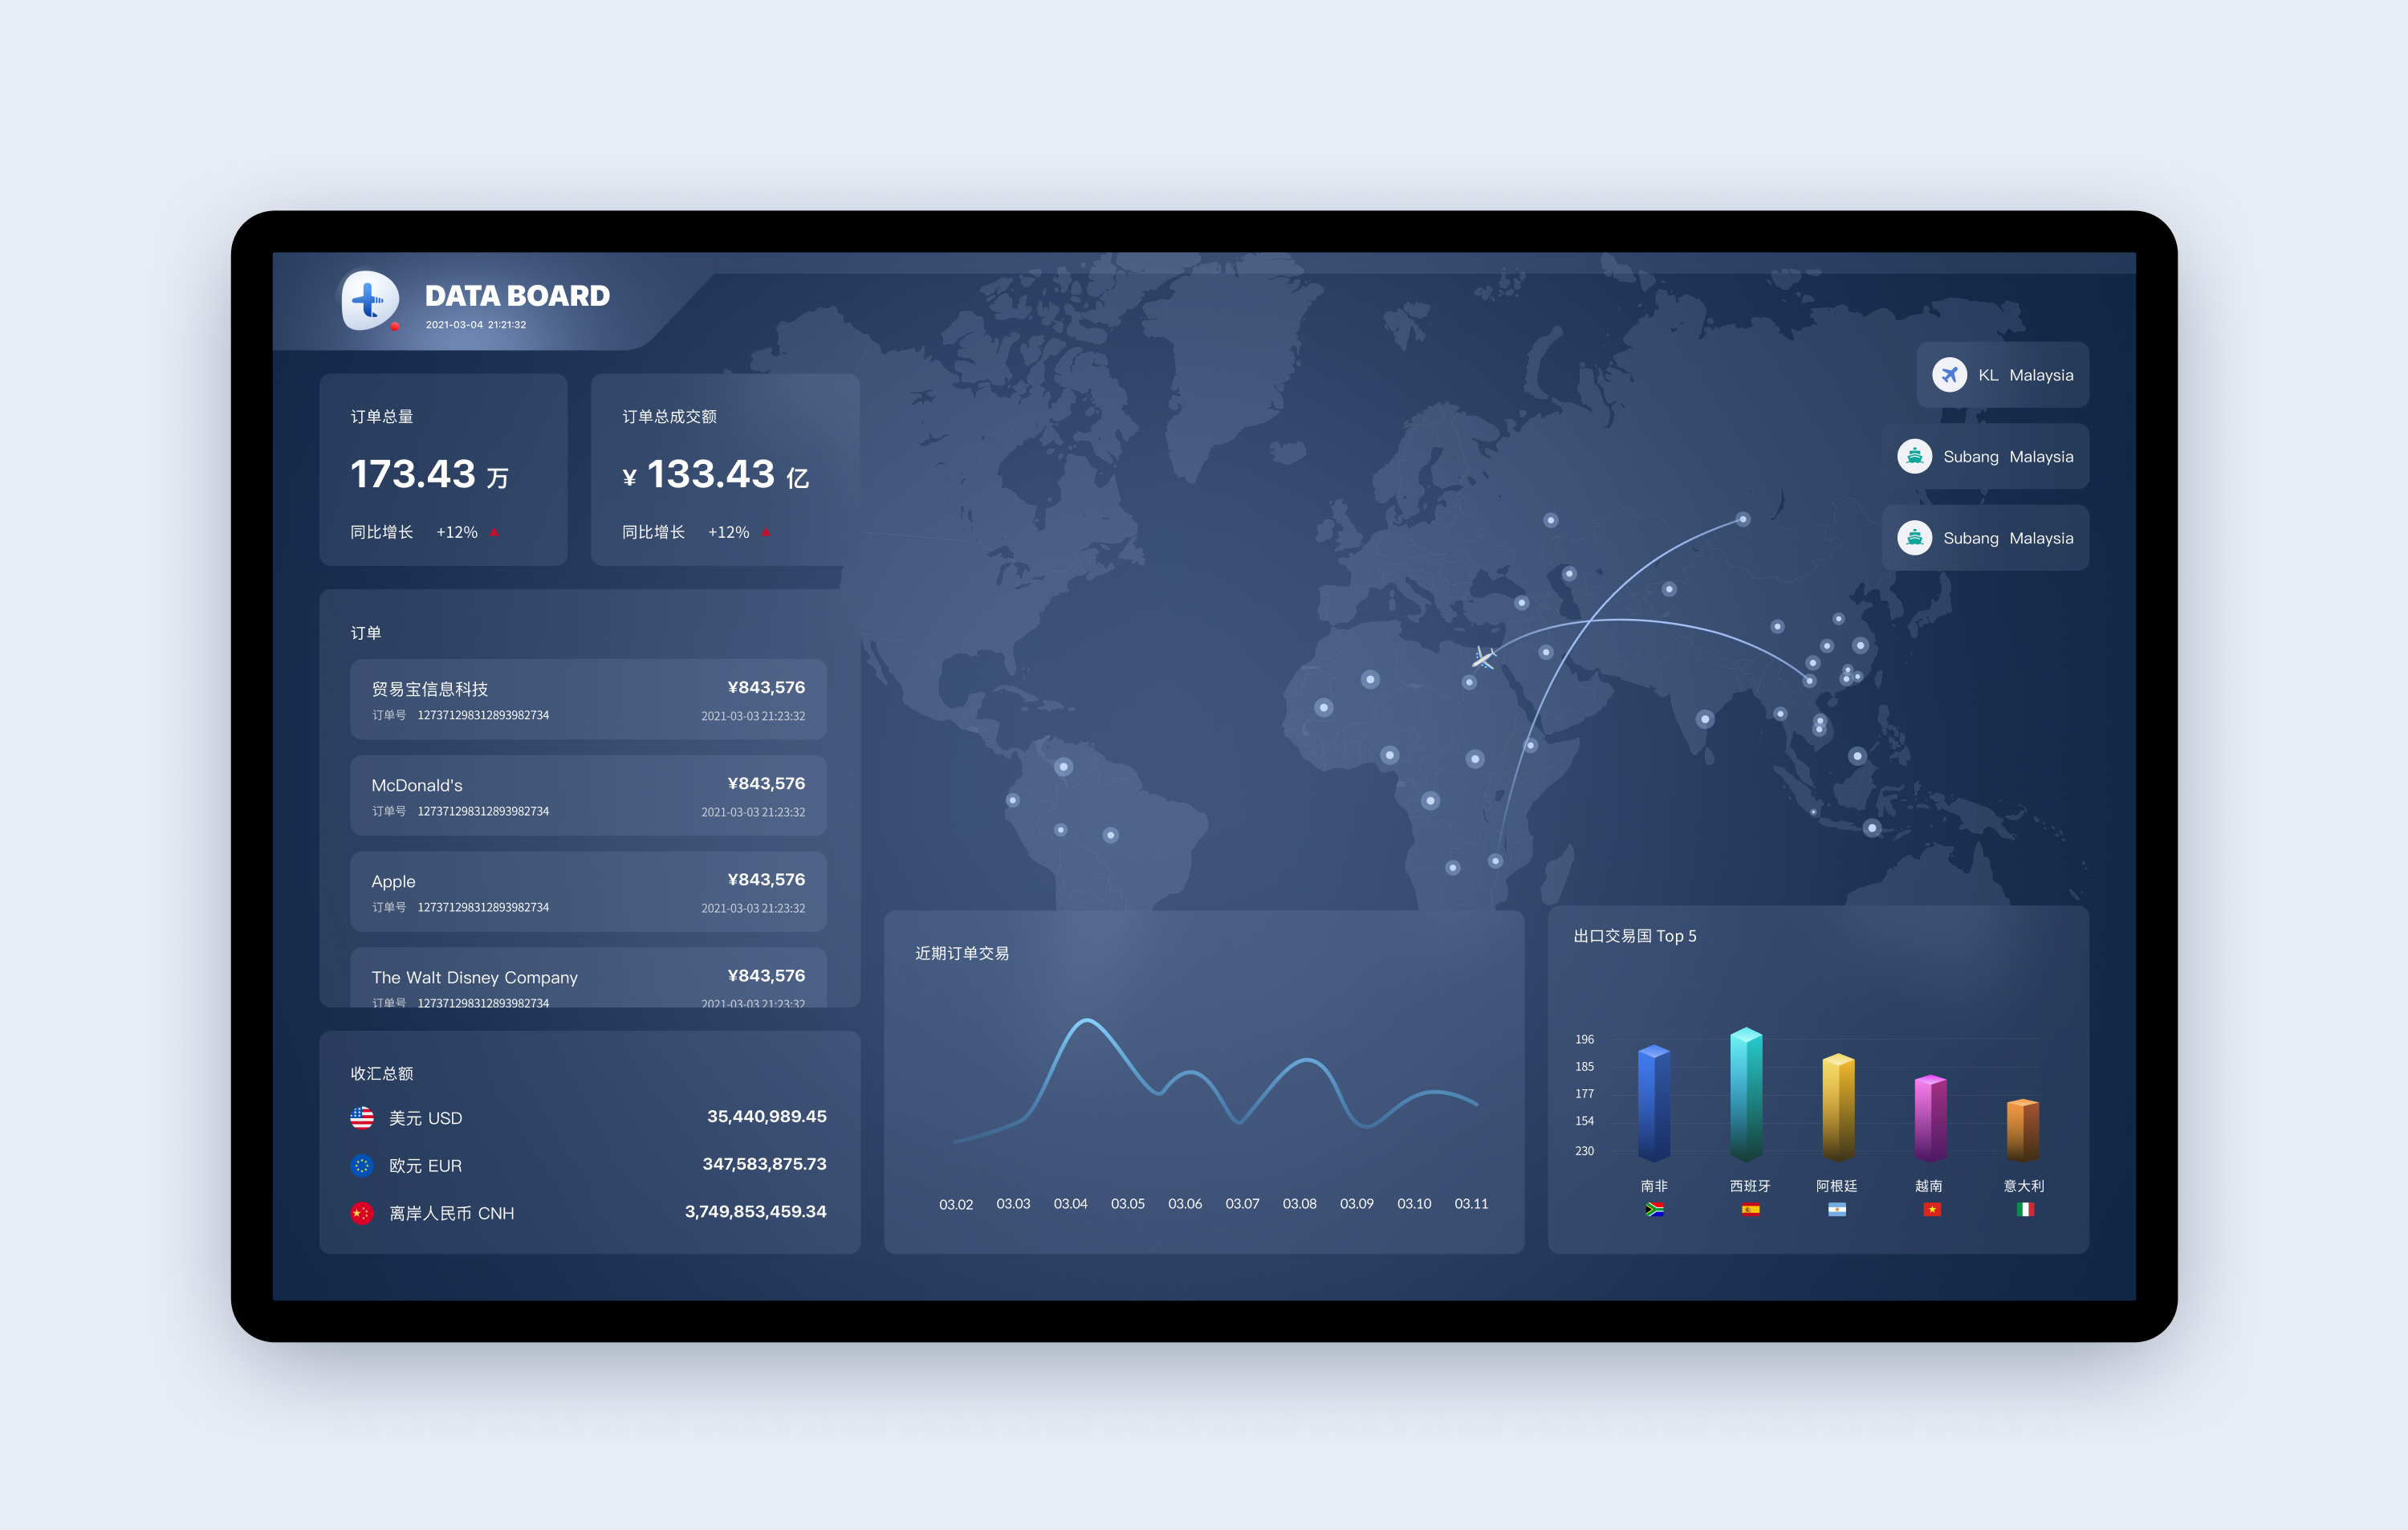 DATA BOARD
2021-03-04 21:21:32
订单总量
173.43 万
同比增长 +12%
订单总成交额
¥ 133.43 亿
同比增长 +12%
订单
贸易宝信息科技 ¥843,576
订单号 127371298312893982734 2021-03-03 21:23:32
McDonald's ¥843,576
订单号 127371298312893982734 2021-03-03 21:23:32
Apple ¥843,576
订单号 127371298312893982734 2021-03-03 21:23:32
The Walt Disney Company ¥843,576
订单号 127371298312893982734 2021-03-03 21:23:32
收汇总额
美元 USD 35,440,989.45
欧元 EUR 347,583,875.73
离岸人民币 CNH 3,749,853,459.34
KL Malaysia
Subang Malaysia
Subang Malaysia
近期订单交易
03.02 03.03 03.04 03.05 03.06 03.07 03.08 03.09 03.10 03.11
出口交易国 Top 5
196
185
177
154
230
南非 西班牙 阿根廷 越南 意大利